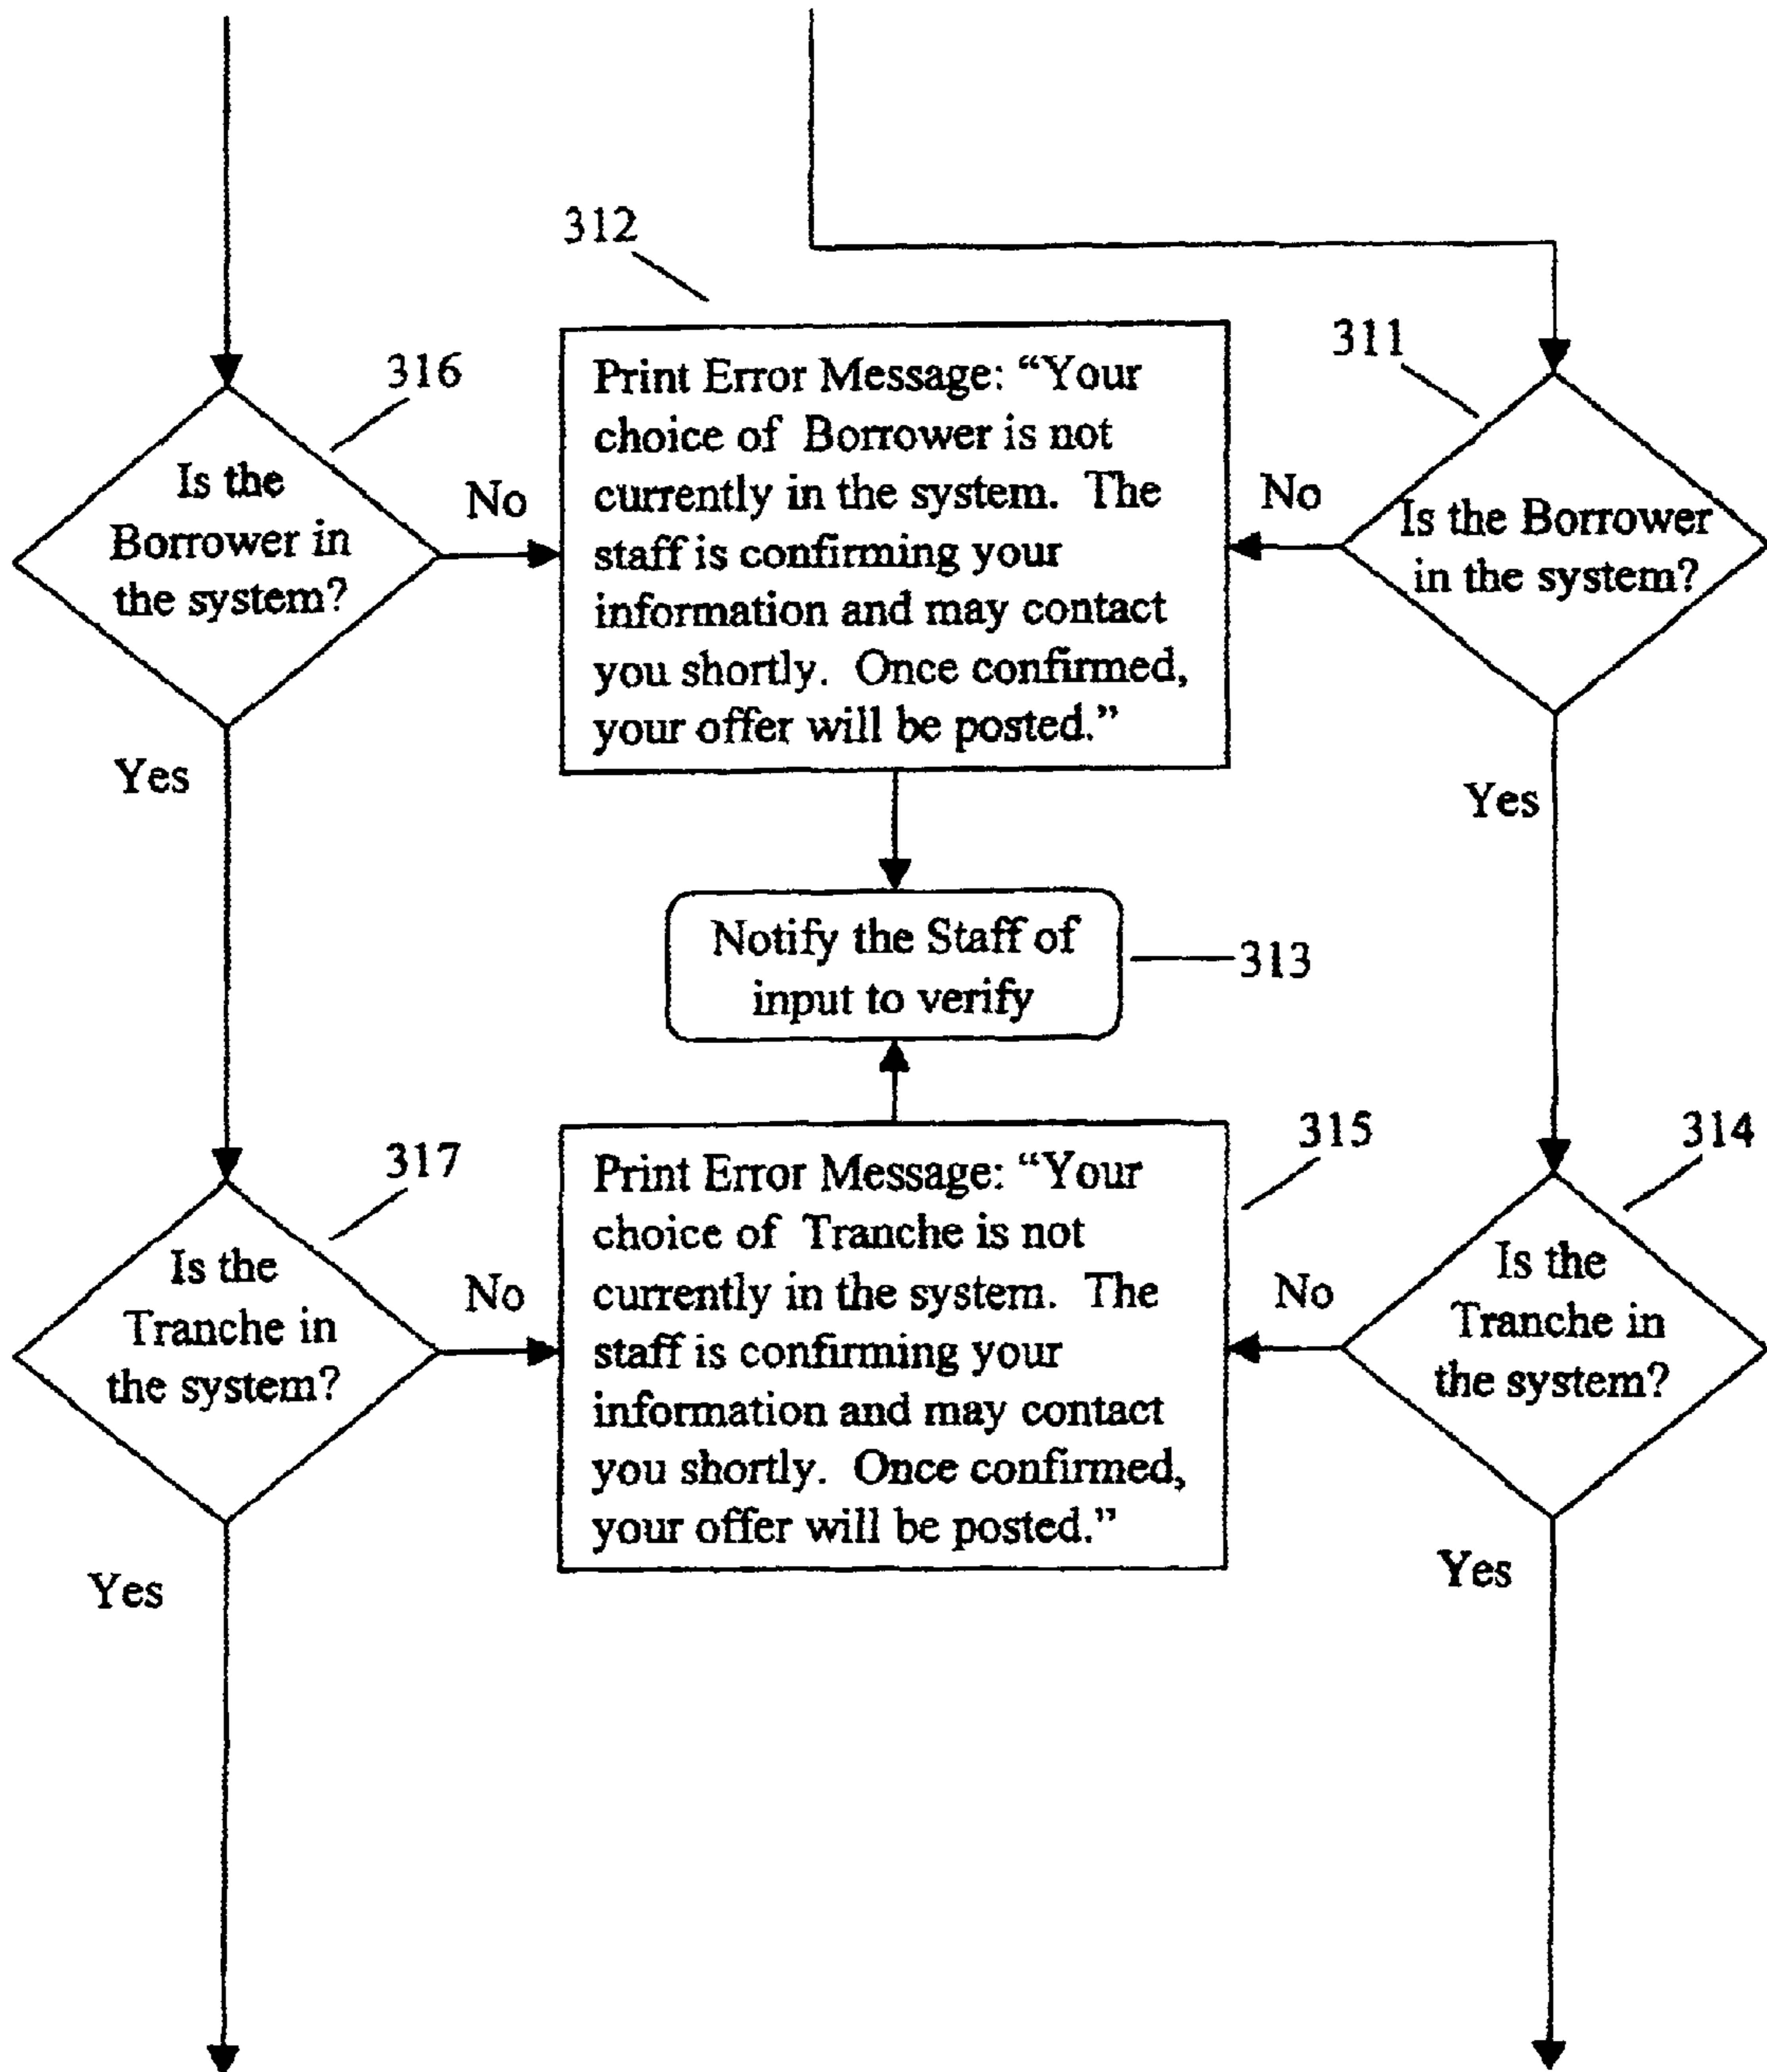 312
316
311
Print Error Message: “Your
choice of Borrower is not
currently in the system. The
staff is confirming your
information and may contact
you shortly. Once confirmed,
your offer will be posted.”
Is the
Borrower in
the system?
No
No
Is the Borrower
in the system?
Yes
Yes
Notify the Staff of
input to verify
313
317
315
314
Print Error Message: “Your
choice of Tranche is not
currently in the system. The
staff is confirming your
information and may contact
you shortly. Once confirmed,
your offer will be posted.”
Is the
Tranche in
the system?
No
No
Is the
Tranche in
the system?
Yes
Yes